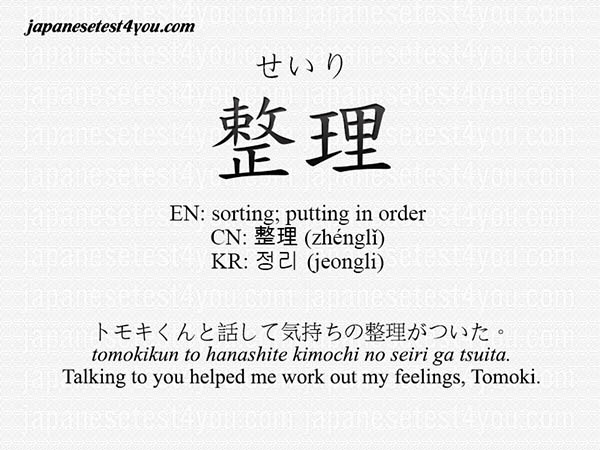 japanesetest4you.com
せいり
整理
EN: sorting; putting in order
CN: 整理 (zhénglǐ)
KR: 정리 (jeongli)
トモキくんと話して気持ちの整理がついた。
tomokikun to hanashite kimochi no seiri ga tsuita.
Talking to you helped me work out my feelings, Tomoki.